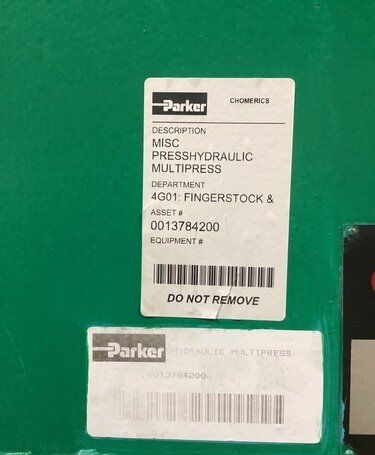 Parker CHOMERICS
DESCRIPTION
MISC
PRESSHYDRAULIC
MULTIPRESS
DEPARTMENT
4G01: FINGERSTOCK &
ASSET #
0013784200
EQUIPMENT #
DO NOT REMOVE
Parker HYDRAULIC MULTIPRESS
0013784200